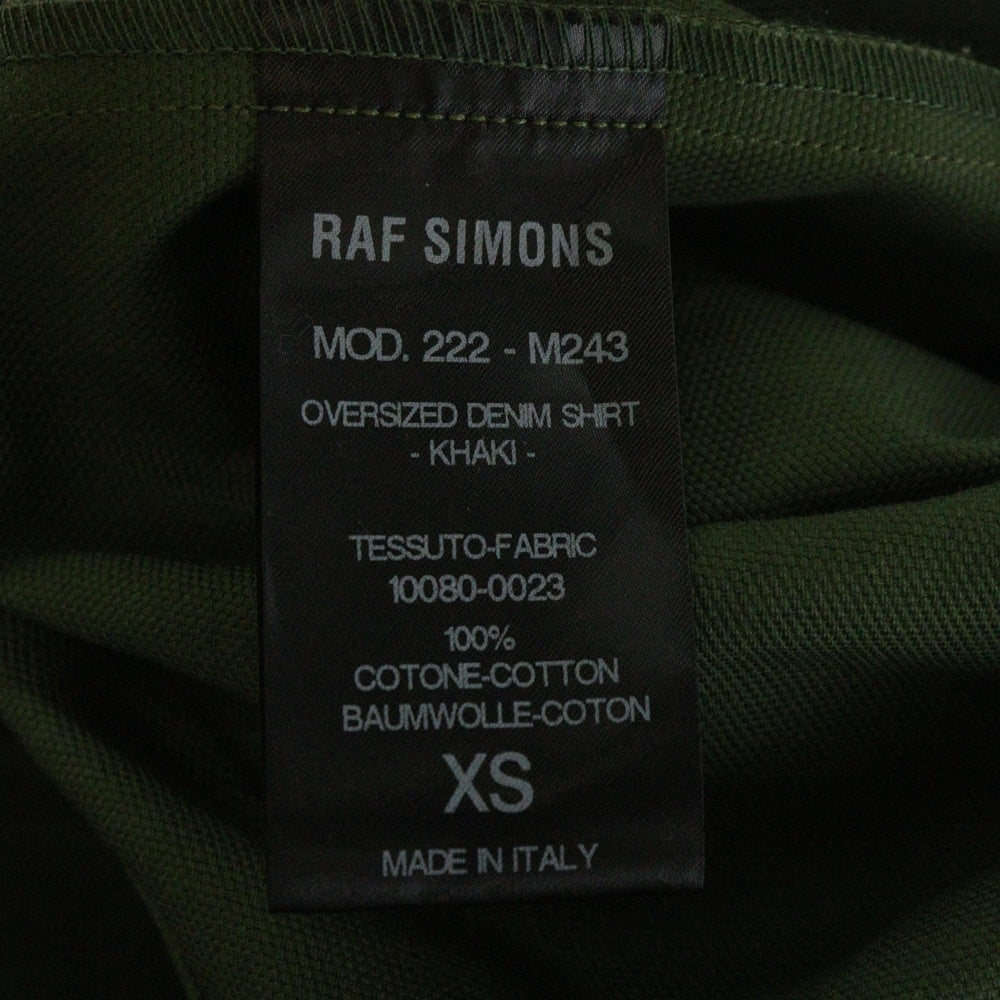 RAF SIMONS
MOD. 222 - M243
OVERSIZED DENIM SHIRT
- KHAKI -
TESSUTO-FABRIC
10080-0023
100%
COTONE-COTTON
BAUMWOLLE-COTON
XS
MADE IN ITALY